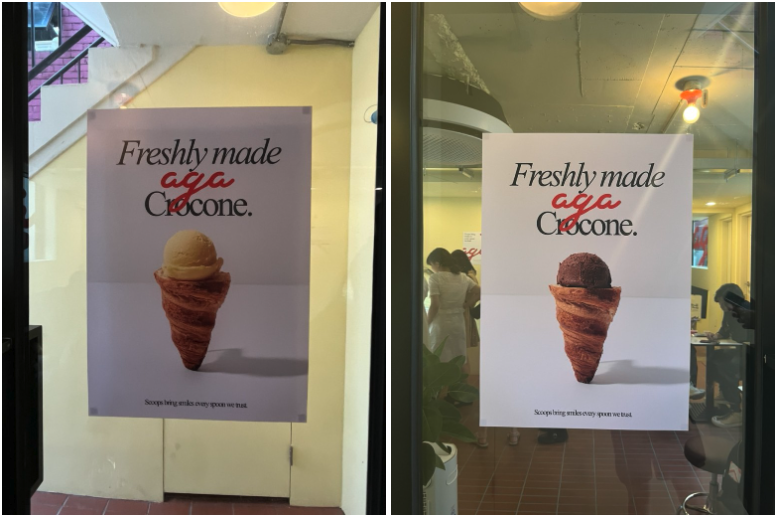 Freshly made
aga
Crocone.
Scoops bring smiles every spoon we trust.
Freshly made
aga
Crocone.
Scoops bring smiles every spoon we trust.